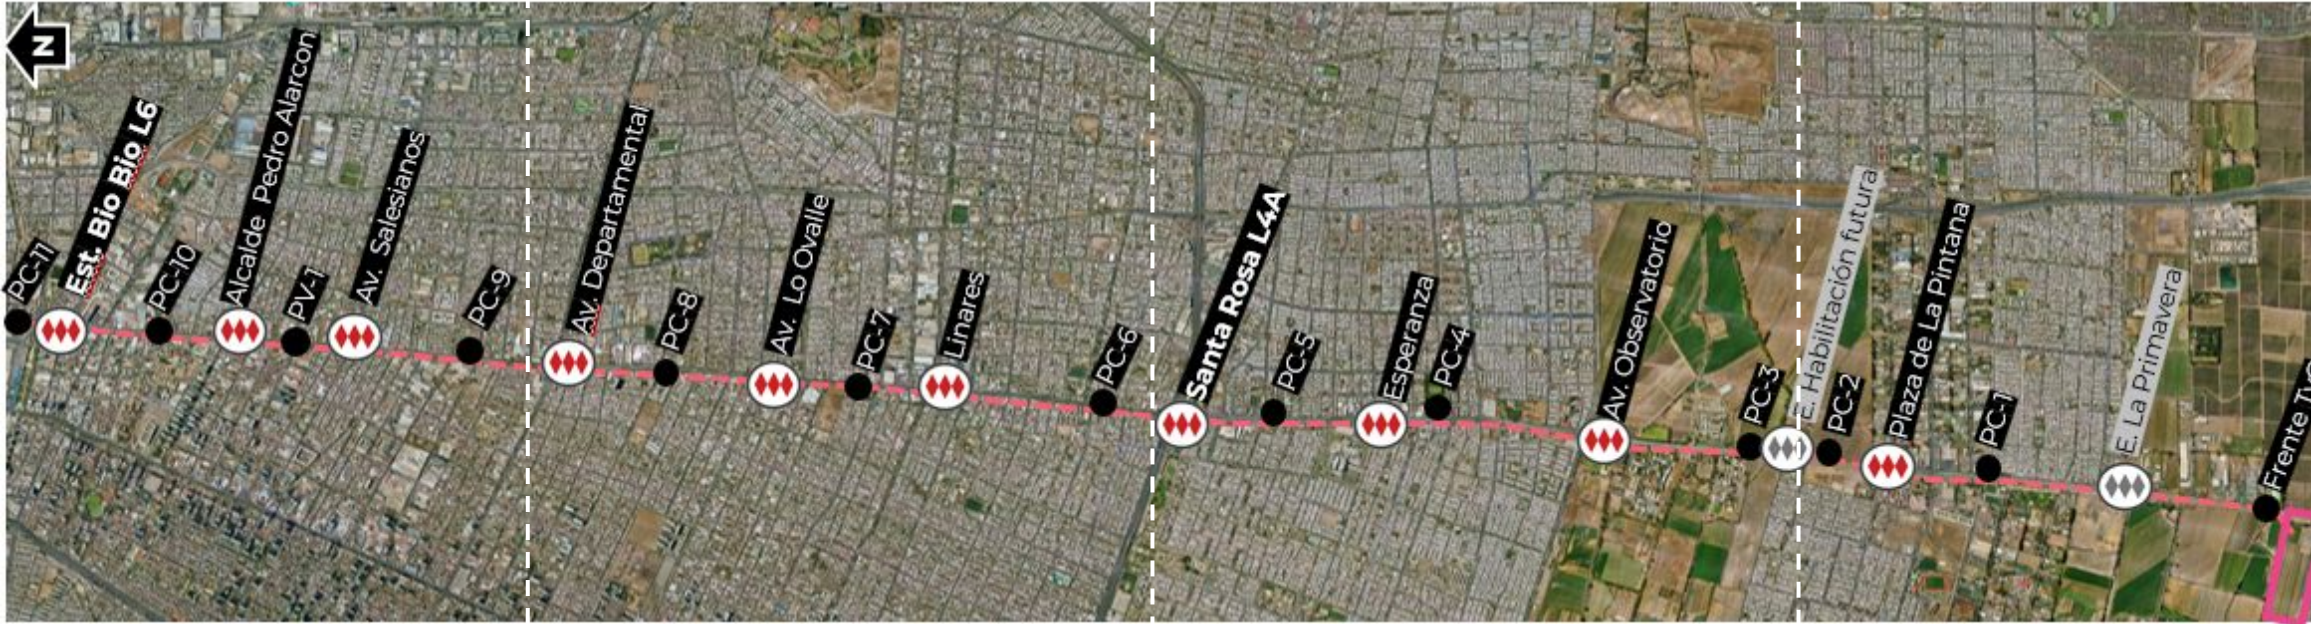 N
PC-11
Est. Bio Bio L6
PC-10
Alcalde Pedro Alarcon
PV-1
Av. Salesianos
PC-9
Av. Departamental
PC-8
Av. Lo Ovalle
PC-7
Linares
PC-6
Santa Rosa L4A
PC-5
Esperanza
PC-4
Av. Observatorio
PC-3
E. Habilitación futura
PC-2
Plaza de La Pintana
PC-1
E. La Primavera
Frente